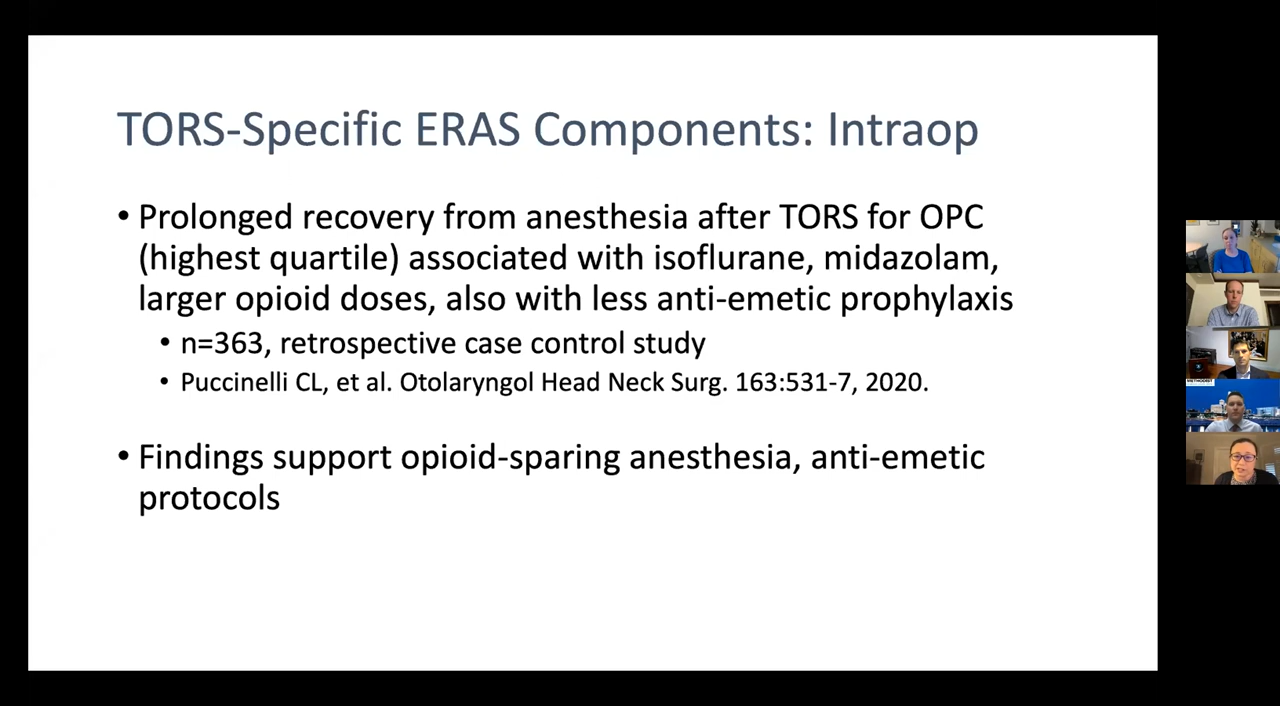 TORS-Specific ERAS Components: Intraop
• Prolonged recovery from anesthesia after TORS for OPC
(highest quartile) associated with isoflurane, midazolam,
larger opioid doses, also with less anti-emetic prophylaxis
• n=363, retrospective case control study
• Puccinelli CL, et al. Otolaryngol Head Neck Surg. 163:531-7, 2020.
• Findings support opioid-sparing anesthesia, anti-emetic
protocols
METHODIST